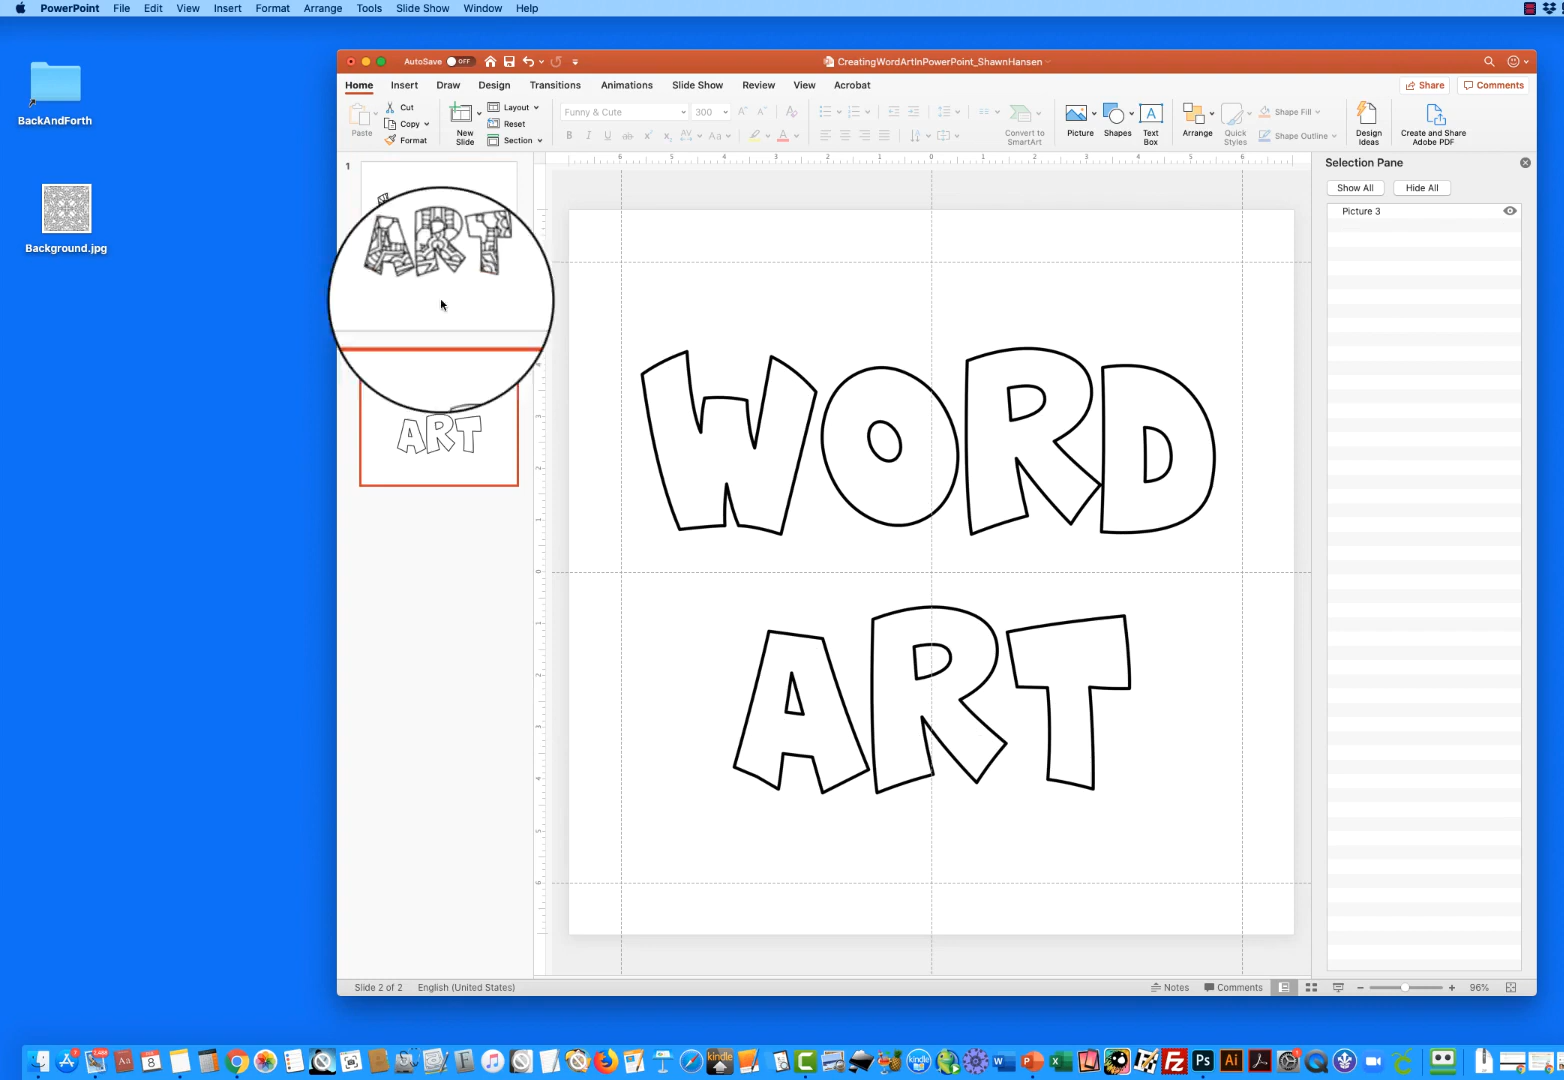 PowerPoint File Edit View Insert Format Arrange Tools Slide Show Window Help
BackAndForth
Background.jpg
AutoSave OFF
CreatingWordArtInPowerPoint_ShawnHansen
Home Insert Draw Design Transitions Animations Slide Show Review View Acrobat
Share Comments
Paste
Cut
Copy
Format
New Slide
Layout
Reset
Section
Funny & Cute 300
Convert to SmartArt
Picture
Shapes
Text Box
Arrange
Quick Styles
Shape Fill
Shape Outline
Design Ideas
Create and Share Adobe PDF
1
ART
ART
WORD
ART
Selection Pane
Show All Hide All
Picture 3
Slide 2 of 2 English (United States)
Notes Comments 96%